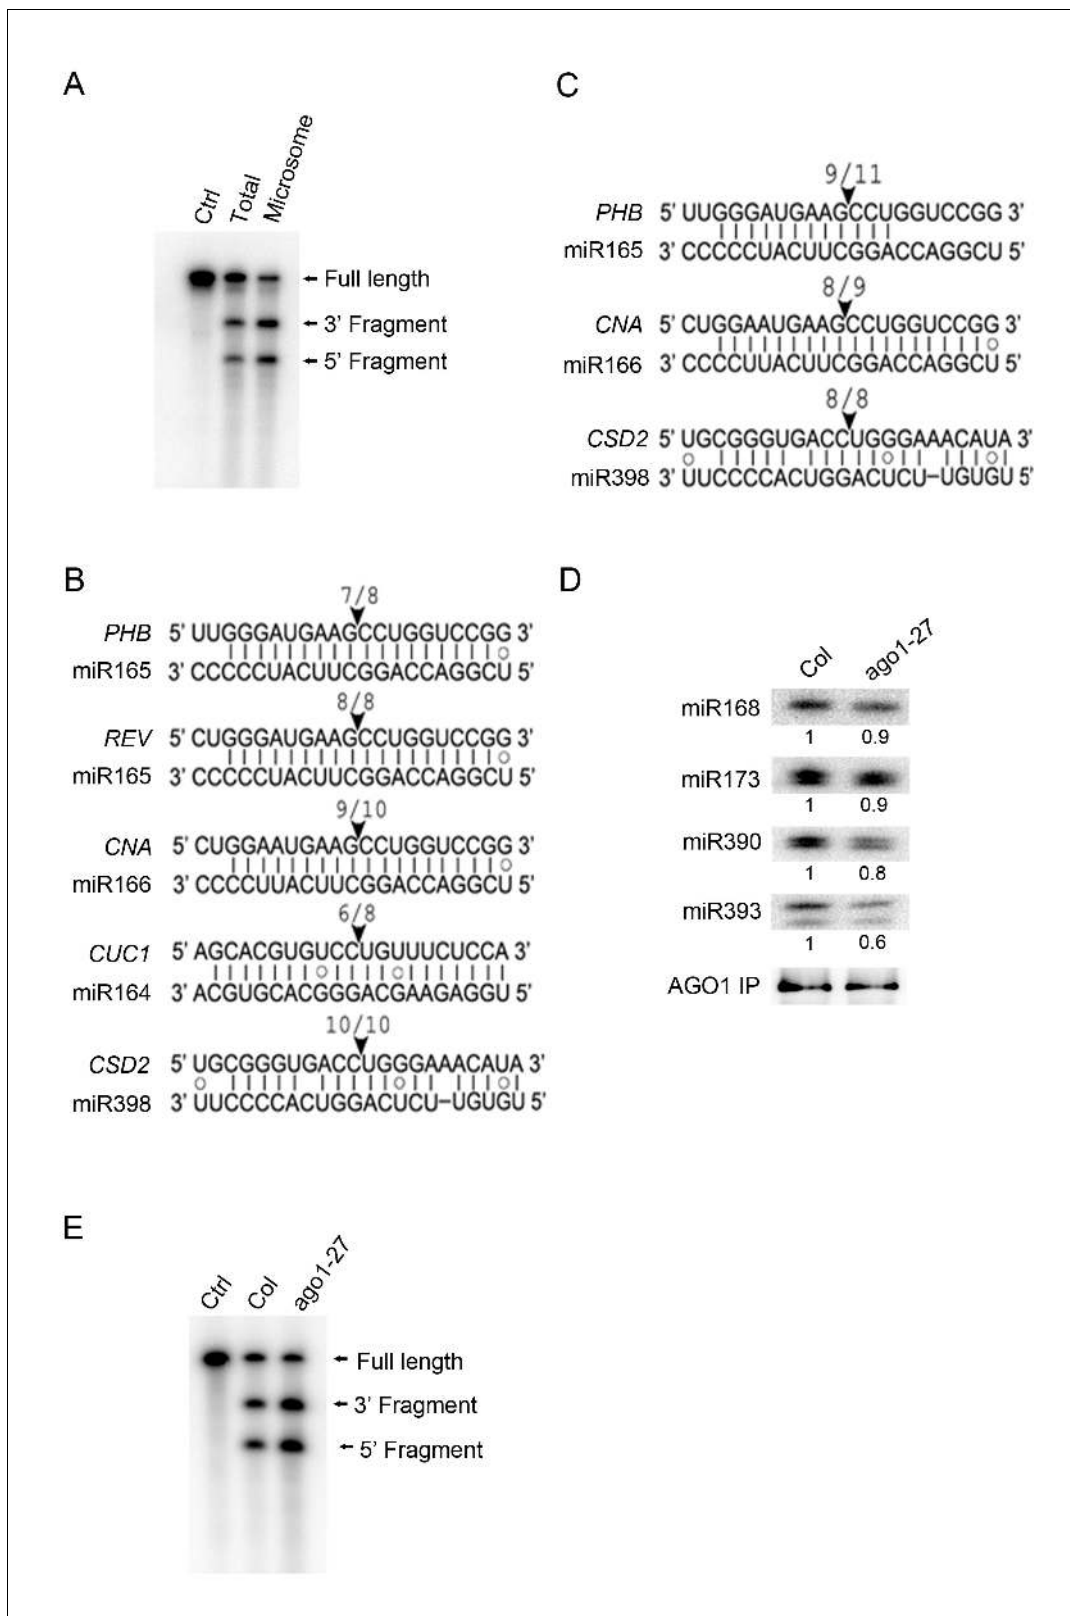 A
Ctrl
Total
Microsome
Full length
3' Fragment
5' Fragment
C
9/11
PHB 5' UUGGGAUGAAGCCUGGUCCGG 3'
miR165 3' CCCCCUACUUCGGACCAGGCU 5'
8/9
CNA 5' CUGGAAUGAAGCCUGGUCCGG 3'
miR166 3' CCCCUUACUUCGGACCAGGCU 5'
8/8
CSD2 5' UGCGGGUGACCUGGGAAACAUA 3'
miR398 3' UUCCCCACUGGACUCU-UGUGU 5'
B
7/8
PHB 5' UUGGGAUGAAGCCUGGUCCGG 3'
miR165 3' CCCCCUACUUCGGACCAGGCU 5'
8/8
REV 5' CUGGGAUGAAGCCUGGUCCGG 3'
miR165 3' CCCCCUACUUCGGACCAGGCU 5'
9/10
CNA 5' CUGGAAUGAAGCCUGGUCCGG 3'
miR166 3' CCCCUUACUUCGGACCAGGCU 5'
6/8
CUC1 5' AGCACGUGUCCUGUUUCUCCA 3'
miR164 3' ACGUGCACGGGACGAAGAGGU 5'
10/10
CSD2 5' UGCGGGUGACCUGGGAAACAUA 3'
miR398 3' UUCCCCACUGGACUCU-UGUGU 5'
D
Col
ago1-27
miR168
1 0.9
miR173
1 0.9
miR390
1 0.8
miR393
1 0.6
AGO1 IP
E
Ctrl
Col
ago1-27
Full length
3' Fragment
5' Fragment